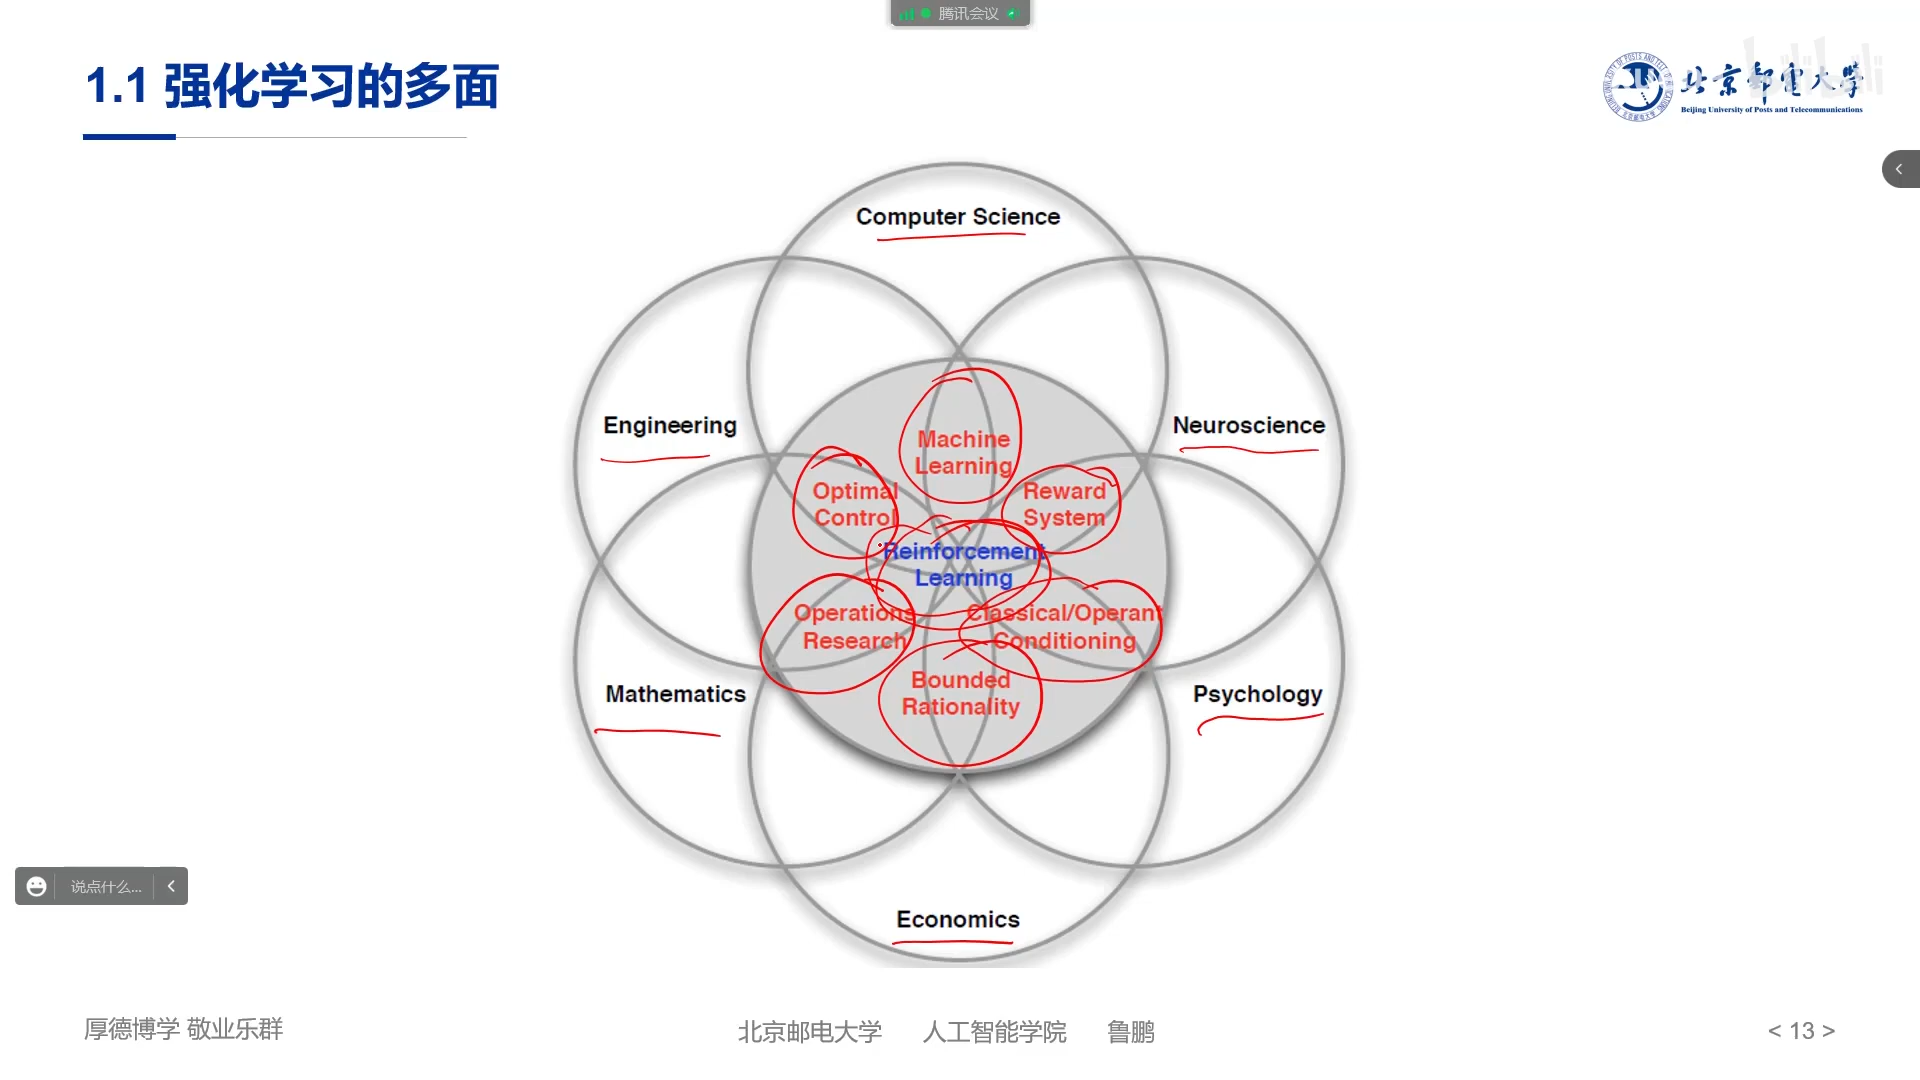 腾讯会议
1.1 强化学习的多面
北京邮电大学
Beijing University of Posts and Telecommunications
Computer Science
Engineering
Neuroscience
Machine
Learning
Optimal
Control
Reward
System
Reinforcement
Learning
Operations
Research
Classical/Operant
Conditioning
Bounded
Rationality
Mathematics
Psychology
Economics
说点什么...
厚德博学 敬业乐群
北京邮电大学 人工智能学院 鲁鹏
< 13 >